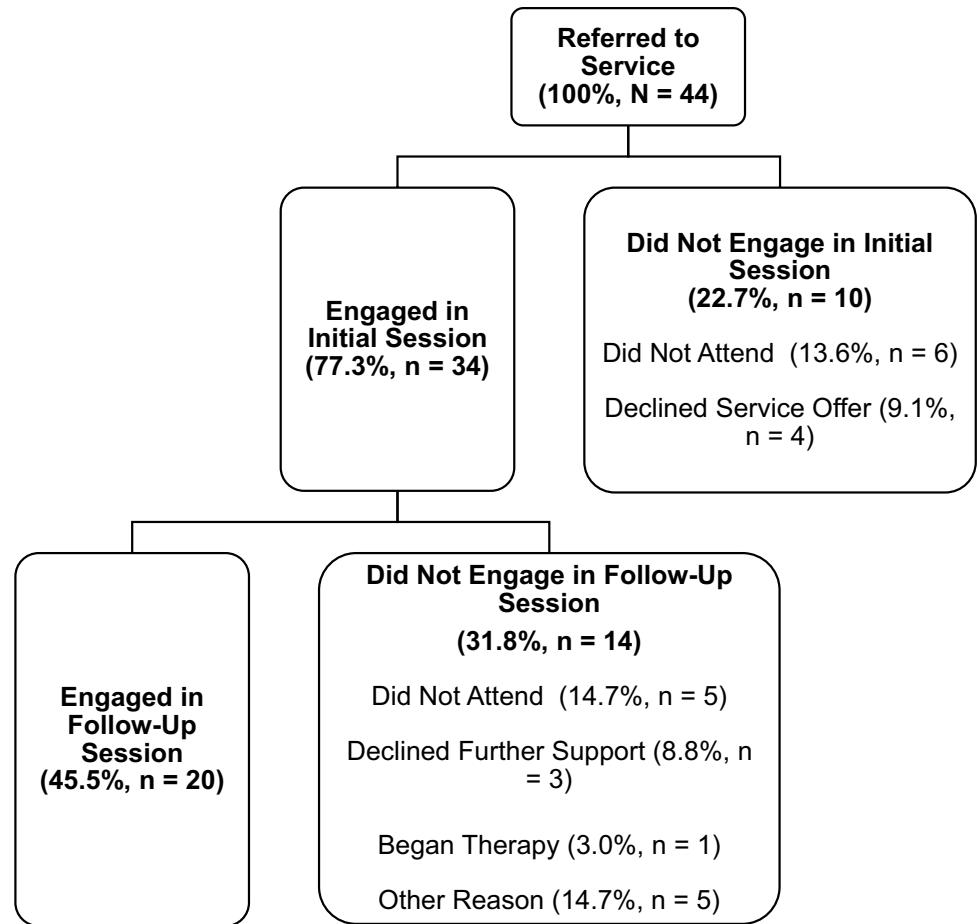 Referred to
Service
(100%, N = 44)
Engaged in
Initial Session
(77.3%, n = 34)
Did Not Engage in Initial
Session
(22.7%, n = 10)
Did Not Attend (13.6%, n = 6)
Declined Service Offer (9.1%,
n = 4)
Engaged in
Follow-Up
Session
(45.5%, n = 20)
Did Not Engage in Follow-Up
Session
(31.8%, n = 14)
Did Not Attend (14.7%, n = 5)
Declined Further Support (8.8%, n
= 3)
Began Therapy (3.0%, n = 1)
Other Reason (14.7%, n = 5)